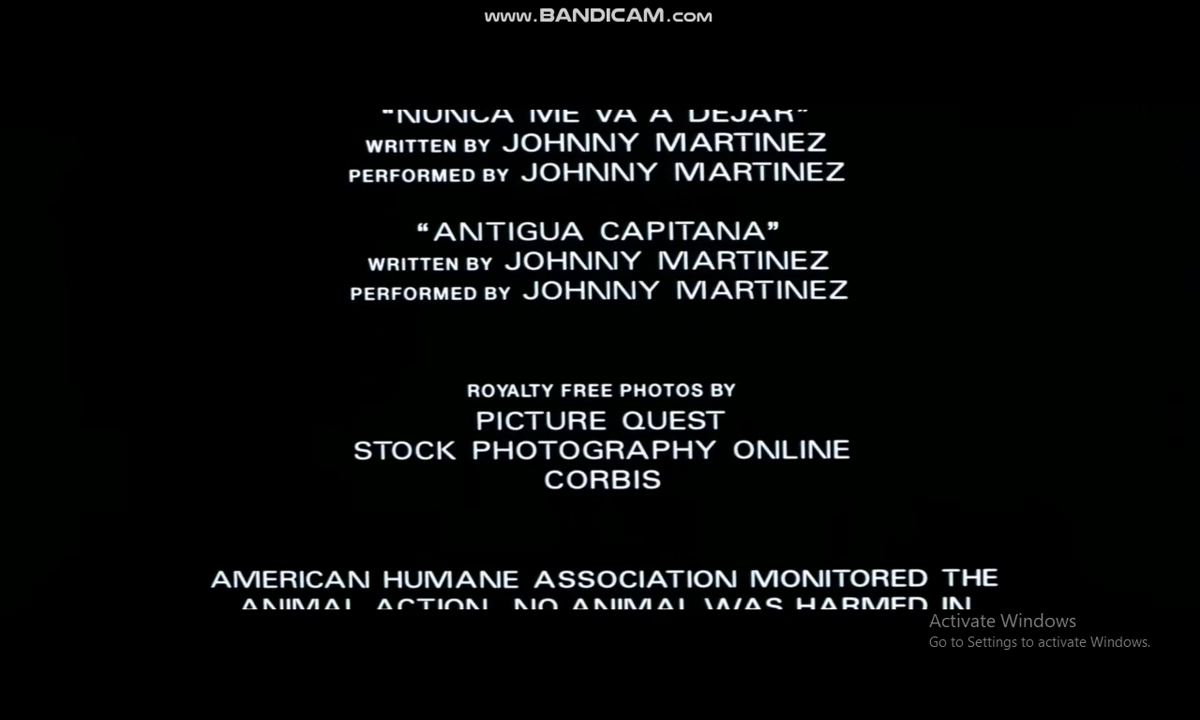 www.BANDICAM.com
“NUNCA ME VA A DEJAR”
WRITTEN BY JOHNNY MARTINEZ
PERFORMED BY JOHNNY MARTINEZ
“ANTIGUA CAPITANA”
WRITTEN BY JOHNNY MARTINEZ
PERFORMED BY JOHNNY MARTINEZ
ROYALTY FREE PHOTOS BY
PICTURE QUEST
STOCK PHOTOGRAPHY ONLINE
CORBIS
AMERICAN HUMANE ASSOCIATION MONITORED THE
ANIMAL ACTION. NO ANIMAL WAS HARMED IN
Activate Windows
Go to Settings to activate Windows.